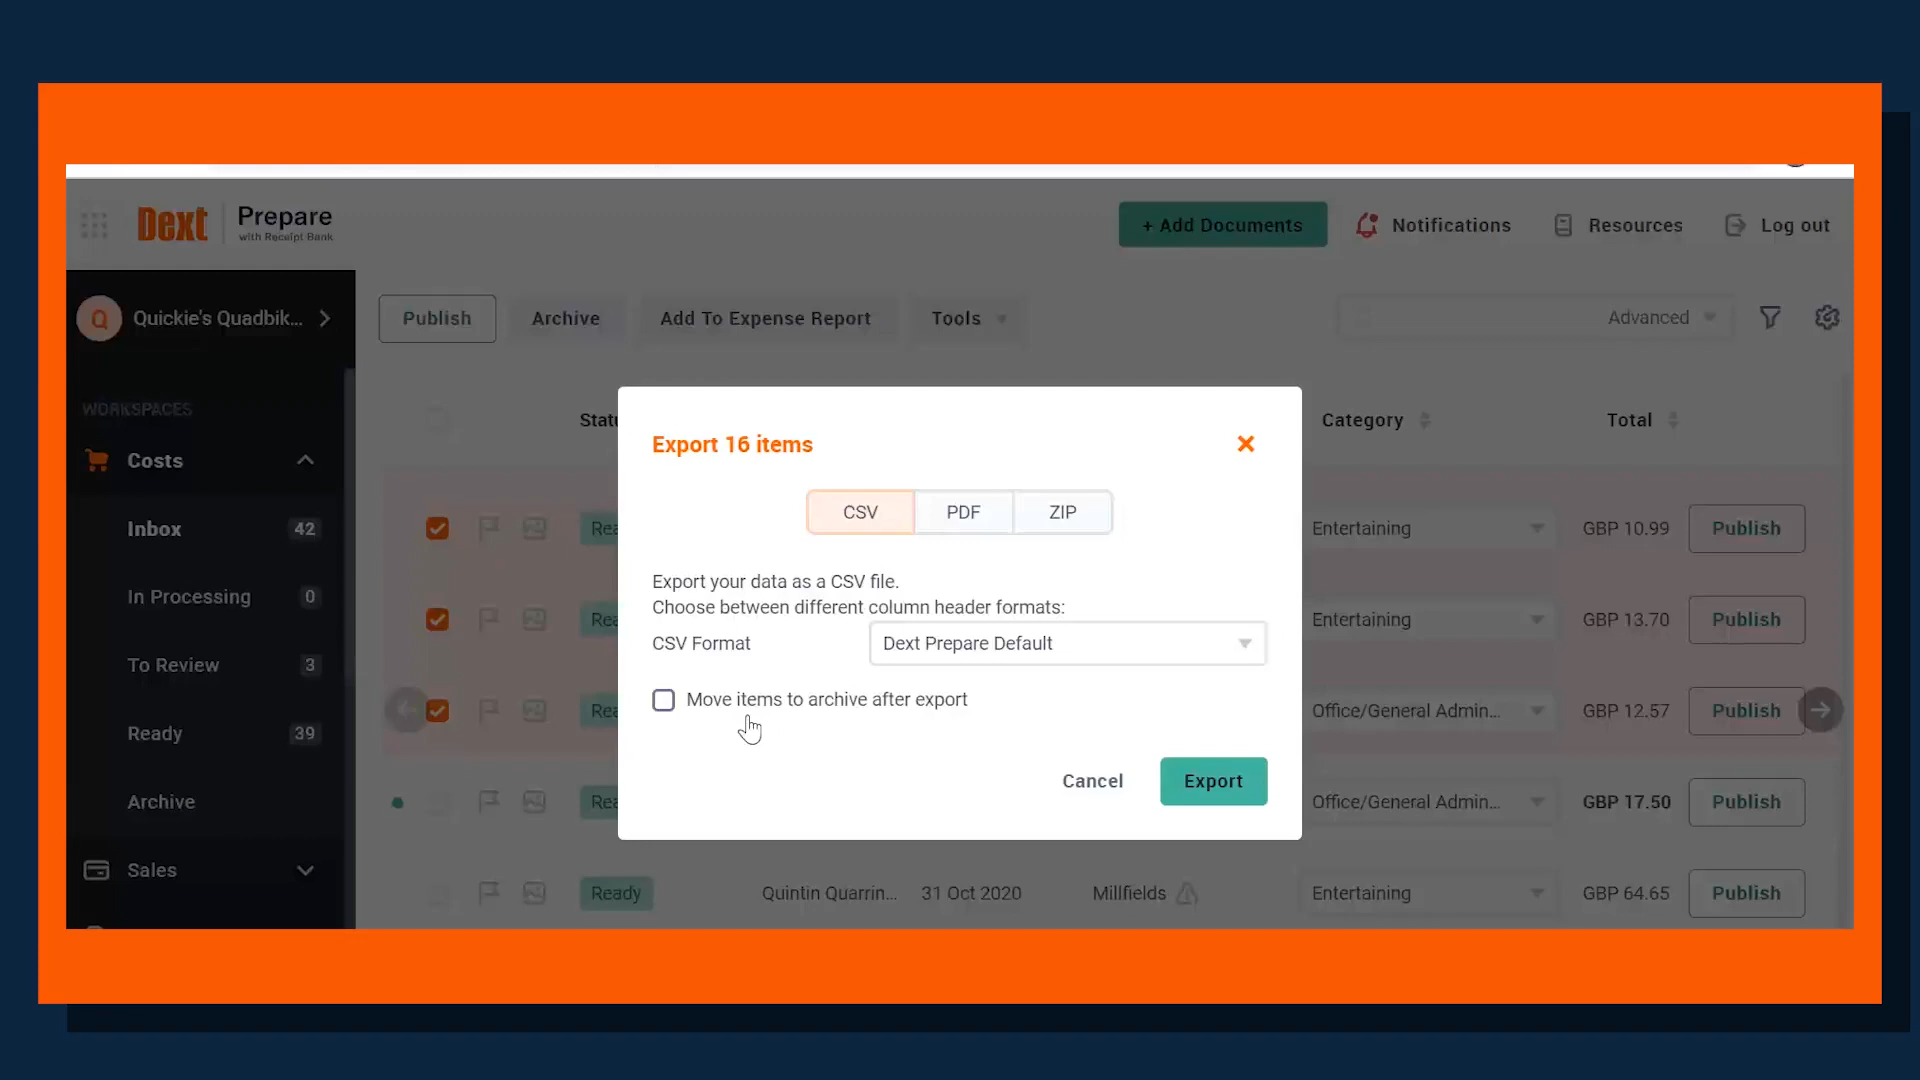 Dext Prepare
with Receipt Bank
+ Add Documents
Notifications
Resources
Log out
Q Quickie's Quadbik...
Publish
Archive
Add To Expense Report
Tools
Advanced
WORKSPACES
Costs
Inbox 42
In Processing 0
To Review 3
Ready 39
Archive
Sales
Statu
Category
Total
Export 16 items
CSV
PDF
ZIP
Export your data as a CSV file.
Choose between different column header formats:
CSV Format
Dext Prepare Default
Move items to archive after export
Cancel
Export
Rea Entertaining GBP 10.99 Publish
Rea Entertaining GBP 13.70 Publish
Rea Office/General Admin... GBP 12.57 Publish
Rea Office/General Admin... GBP 17.50 Publish
Ready Quintin Quarrin... 31 Oct 2020 Millfields Entertaining GBP 64.65 Publish